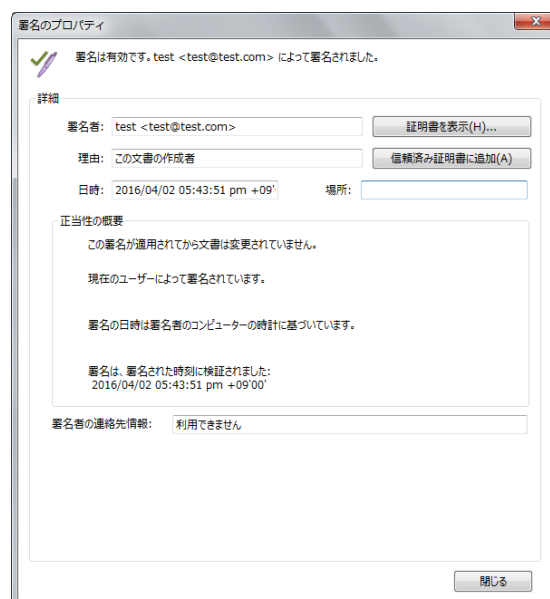 署名のプロパティ
署名は有効です。test <test@test.com> によって署名されました。
詳細
署名者: test <test@test.com> 証明書を表示(H)...
理由: この文書の作成者 信頼済み証明書に追加(A)
日時: 2016/04/02 05:43:51 pm +09' 場所:
正当性の概要
この署名が適用されてから文書は変更されていません。
現在のユーザーによって署名されています。
署名の日時は署名者のコンピューターの時計に基づいています。
署名は、署名された時刻に検証されました:
2016/04/02 05:43:51 pm +09'00'
署名者の連絡先情報: 利用できません
閉じる